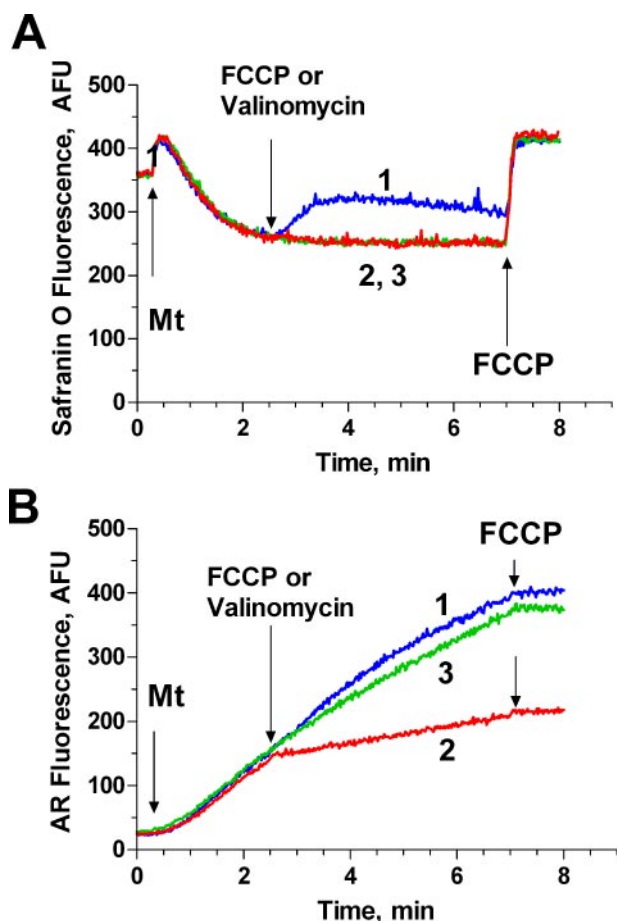 A
Safranin O Fluorescence, AFU
500
400
300
200
100
0
FCCP or
Valinomycin
1
1
2, 3
Mt
FCCP
0 2 4 6 8
Time, min
B
AR Fluorescence, AFU
500
400
300
200
100
0
FCCP
FCCP or
Valinomycin
1
3
Mt
2
0 2 4 6 8
Time, min